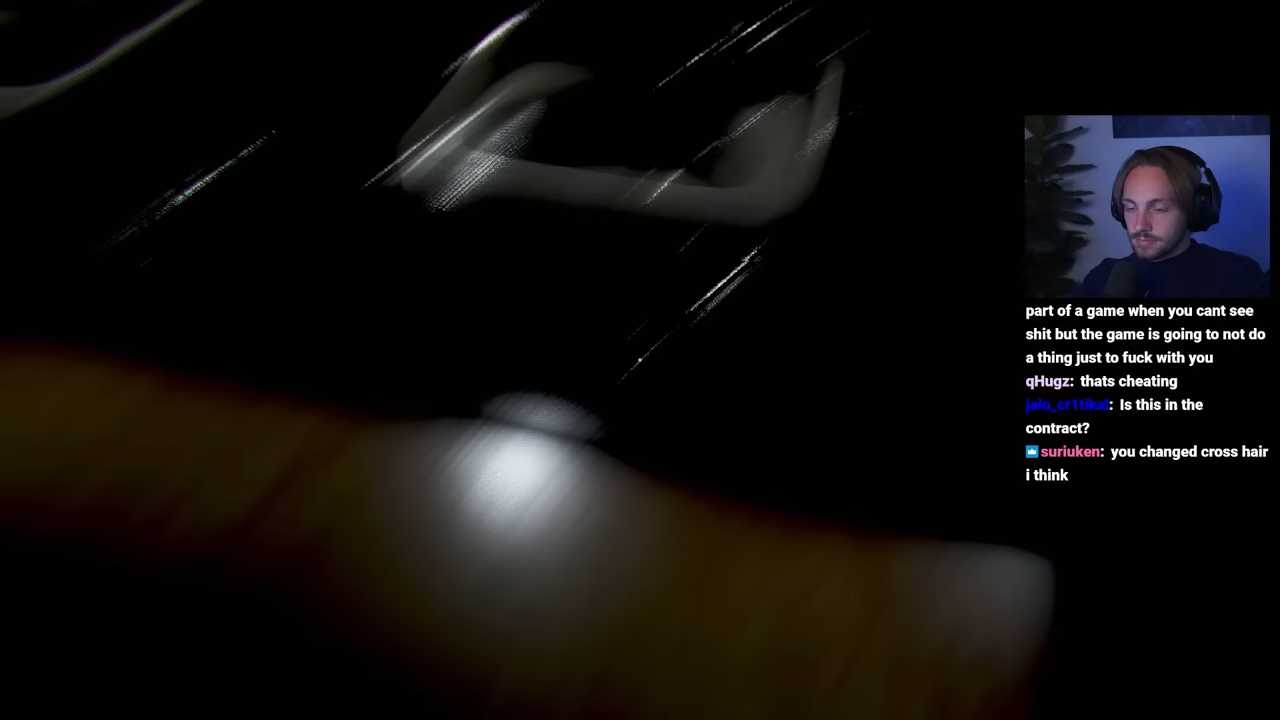 part of a game when you cant see
shit but the game is going to not do
a thing just to fuck with you
qHugz: thats cheating
jalo_cr1tikal: Is this in the
contract?
suriuken: you changed cross hair
i think